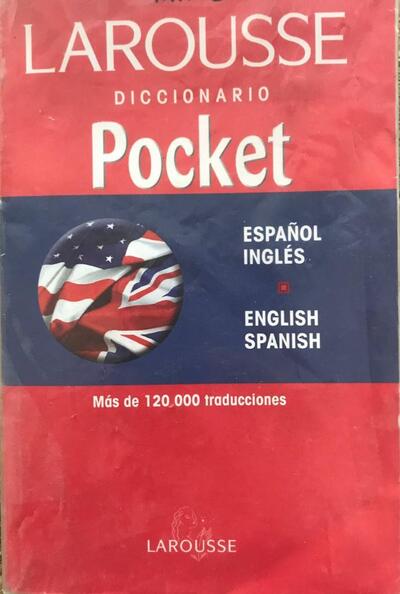 LAROUSSE
DICCIONARIO
Pocket
ESPAÑOL
INGLÉS
ENGLISH
SPANISH
Más de 120 000 traducciones
LAROUSSE